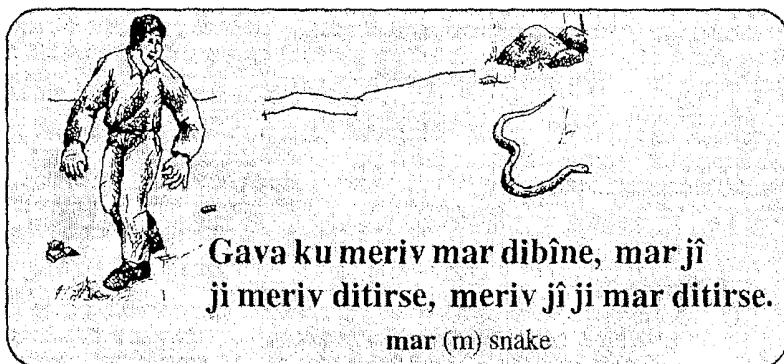 Gava ku meriv mar dibîne, mar jî
ji meriv ditirse, meriv jî ji mar ditirse.
mar (m) snake